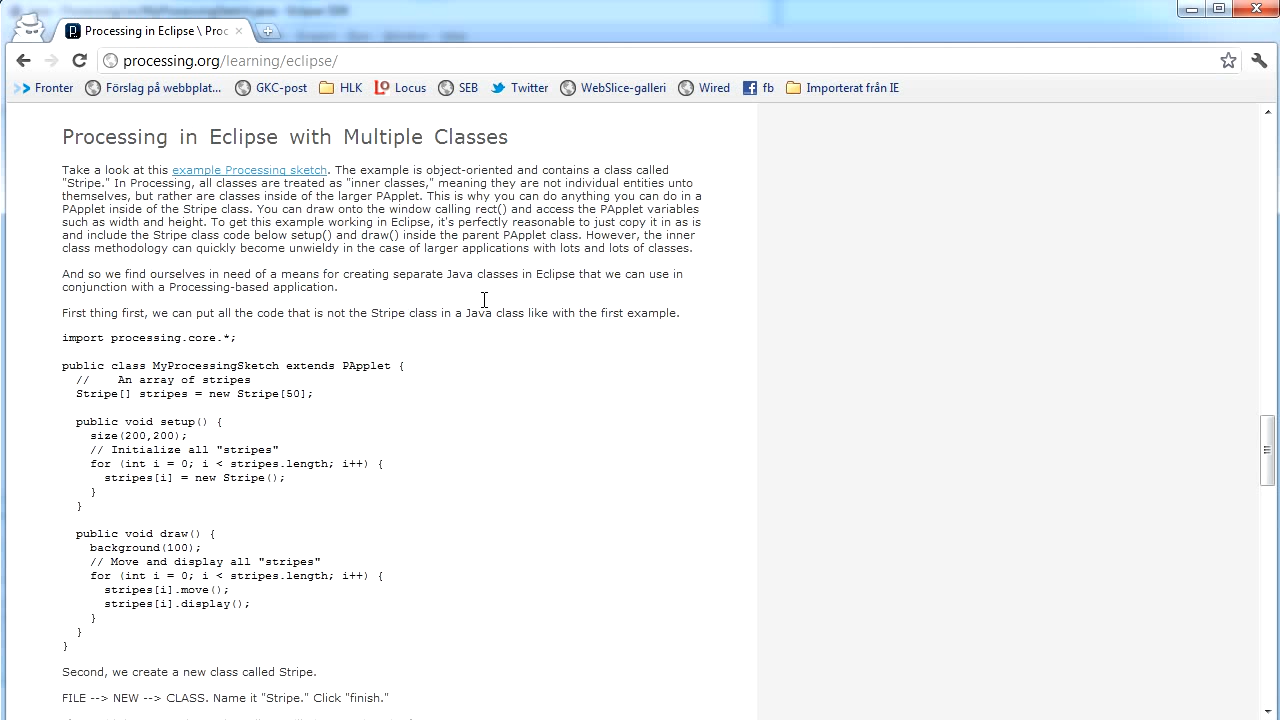 Processing in Eclipse \ Proc
processing.org/learning/eclipse/
Fronter Förslag på webbplat... GKC-post HLK Locus SEB Twitter WebSlice-galleri Wired fb Importerat från IE
Processing in Eclipse with Multiple Classes
Take a look at this example Processing sketch. The example is object-oriented and contains a class called
"Stripe." In Processing, all classes are treated as "inner classes," meaning they are not individual entities unto
themselves, but rather are classes inside of the larger PApplet. This is why you can do anything you can do in a
PApplet inside of the Stripe class. You can draw onto the window calling rect() and access the PApplet variables
such as width and height. To get this example working in Eclipse, it's perfectly reasonable to just copy it in as is
and include the Stripe class code below setup() and draw() inside the parent PApplet class. However, the inner
class methodology can quickly become unwieldy in the case of larger applications with lots and lots of classes.
And so we find ourselves in need of a means for creating separate Java classes in Eclipse that we can use in
conjunction with a Processing-based application.
First thing first, we can put all the code that is not the Stripe class in a Java class like with the first example.
import processing.core.*;
public class MyProcessingSketch extends PApplet {
//    An array of stripes
Stripe[] stripes = new Stripe[50];
public void setup() {
size(200,200);
// Initialize all "stripes"
for (int i = 0; i < stripes.length; i++) {
stripes[i] = new Stripe();
}
}
public void draw() {
background(100);
// Move and display all "stripes"
for (int i = 0; i < stripes.length; i++) {
stripes[i].move();
stripes[i].display();
}
}
}
Second, we create a new class called Stripe.
FILE --> NEW --> CLASS. Name it "Stripe." Click "finish."